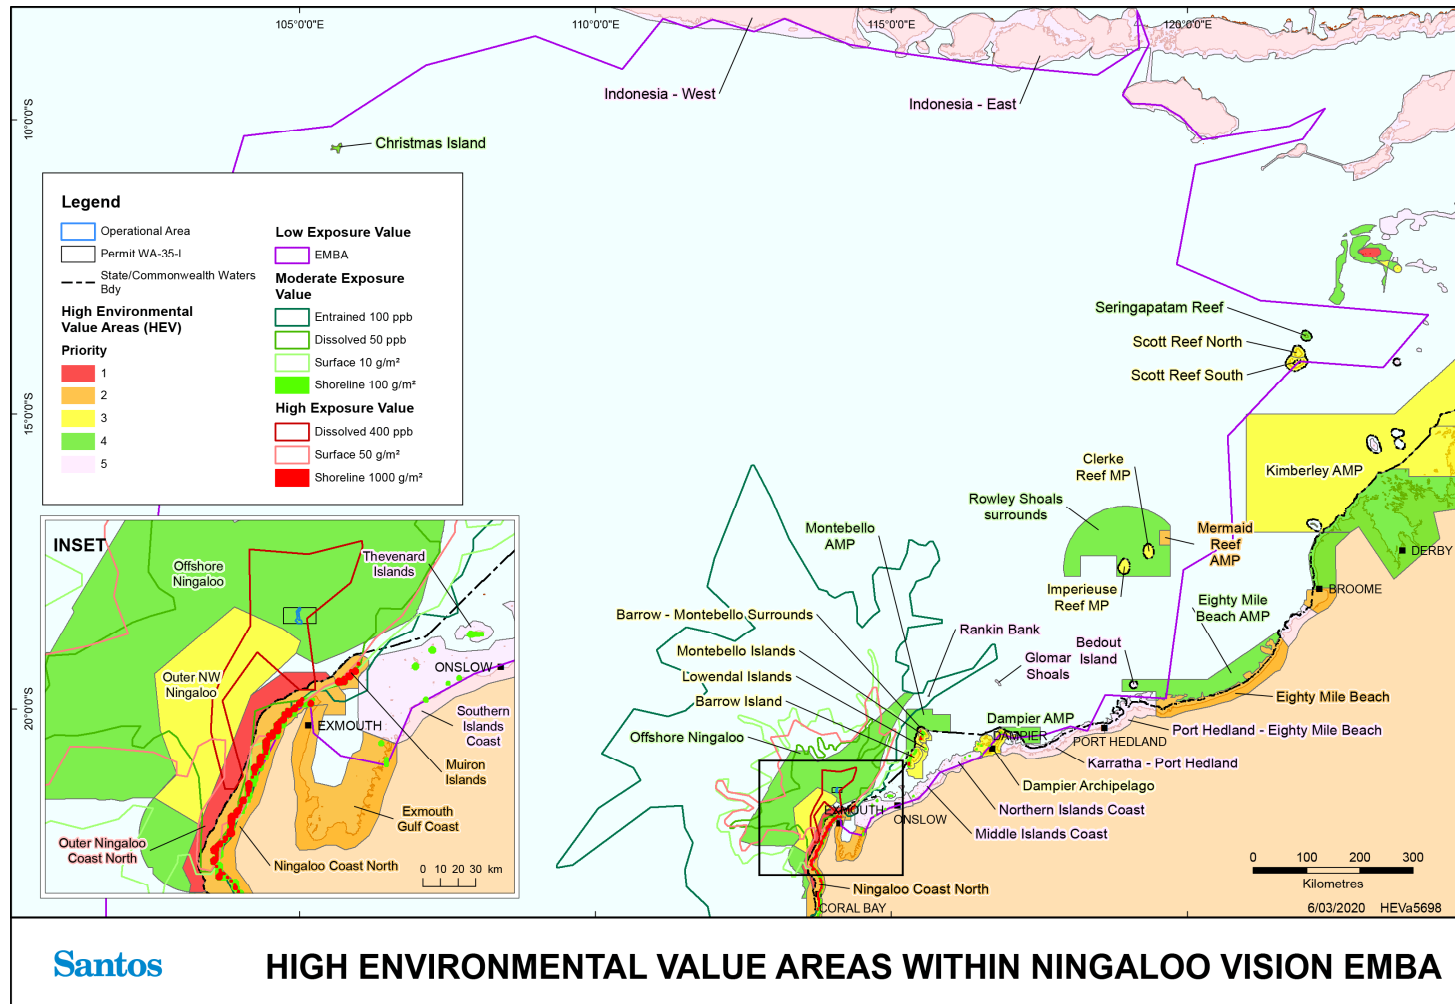 105°0'0"E
110°0'0"E
115°0'0"E
120°0'0"E
10°0'0"S
15°0'0"S
20°0'0"S
Indonesia - West
Indonesia - East
Christmas Island
Legend
Operational Area
Permit WA-35-L
State/Commonwealth Waters
Bdy
High Environmental
Value Areas (HEV)
Priority
1
2
3
4
5
Low Exposure Value
EMBA
Moderate Exposure
Value
Entrained 100 ppb
Dissolved 50 ppb
Surface 10 g/m²
Shoreline 100 g/m²
High Exposure Value
Dissolved 400 ppb
Surface 50 g/m²
Shoreline 1000 g/m²
Seringapatam Reef
Scott Reef North
Scott Reef South
Kimberley AMP
Clerke
Reef MP
Rowley Shoals
surrounds
Mermaid
Reef
AMP
Imperieuse
Reef MP
DERBY
BROOME
Eighty Mile
Beach AMP
Montebello
AMP
Barrow - Montebello Surrounds
Rankin Bank
Montebello Islands
Glomar
Shoals
Bedout
Island
Lowendal Islands
Barrow Island
Eighty Mile Beach
Dampier AMP
Offshore Ningaloo
DAMPIER
PORT HEDLAND
Port Hedland - Eighty Mile Beach
Karratha - Port Hedland
Dampier Archipelago
EXMOUTH
ONSLOW
Northern Islands Coast
Middle Islands Coast
Ningaloo Coast North
CORAL BAY
0 100 200 300
Kilometres
6/03/2020 HEVa5698
INSET
Offshore
Ningaloo
Thevenard
Islands
Outer NW
Ningaloo
ONSLOW
EXMOUTH
Southern
Islands
Coast
Muiron
Islands
Exmouth
Gulf Coast
Outer Ningaloo
Coast North
Ningaloo Coast North
0 10 20 30 km
Santos
HIGH ENVIRONMENTAL VALUE AREAS WITHIN NINGALOO VISION EMBA